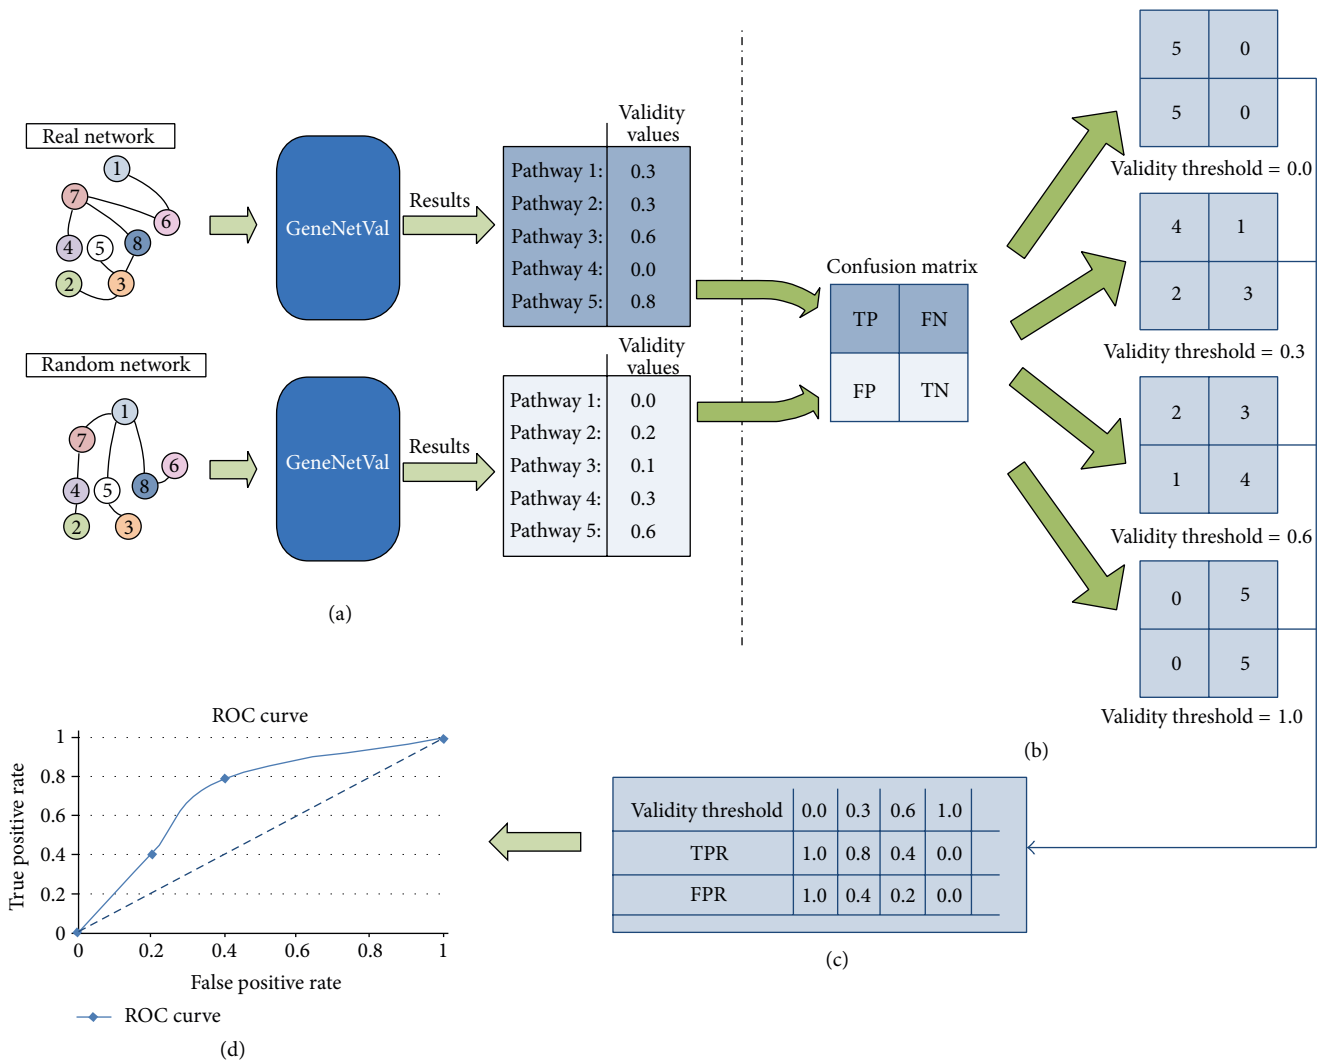 Real network
1
7
6
4
5
8
2
3
GeneNetVal
Results
Validity
values
Pathway 1: 0.3
Pathway 2: 0.3
Pathway 3: 0.6
Pathway 4: 0.0
Pathway 5: 0.8
Random network
1
7
6
4
5
8
2
3
GeneNetVal
Results
Validity
values
Pathway 1: 0.0
Pathway 2: 0.2
Pathway 3: 0.1
Pathway 4: 0.3
Pathway 5: 0.6
(a)
Confusion matrix
TP FN
FP TN
5 0
5 0
Validity threshold = 0.0
4 1
2 3
Validity threshold = 0.3
2 3
1 4
Validity threshold = 0.6
0 5
0 5
Validity threshold = 1.0
(b)
Validity threshold 0.0 0.3 0.6 1.0
TPR 1.0 0.8 0.4 0.0
FPR 1.0 0.4 0.2 0.0
(c)
ROC curve
True positive rate
1
0.8
0.6
0.4
0.2
0
0 0.2 0.4 0.6 0.8 1
False positive rate
ROC curve
(d)